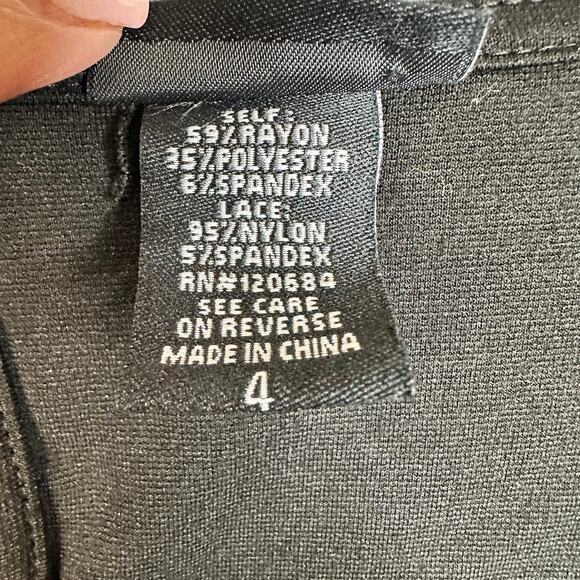 SELF:
59%RAYON
35%POLYESTER
6%SPANDEX
LACE:
95%NYLON
5%SPANDEX
RN#120684
SEE CARE
ON REVERSE
MADE IN CHINA
4